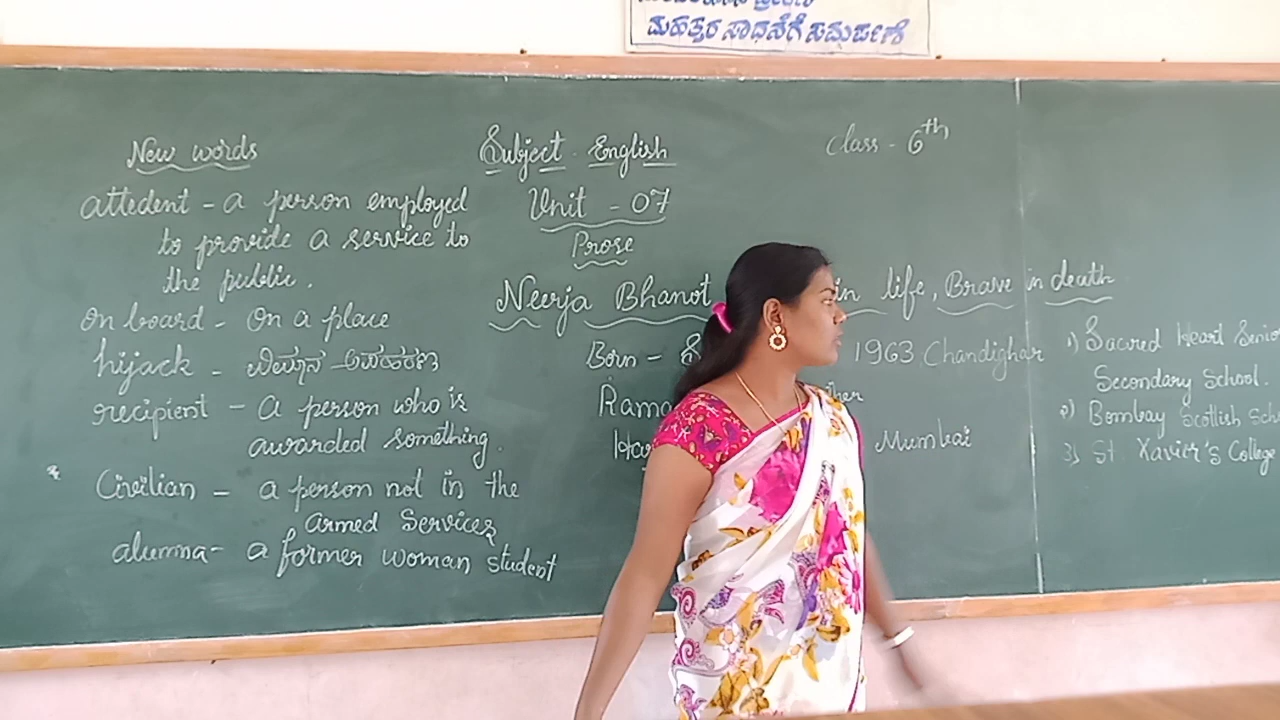 ಮಹತ್ತರ ಸಾಧನೆಗೆ ಸಮರ್ಪಣೆ
New words
attedent - a person employed
to provide a service to
the public.
On board - On a place
hijack - ವಿಮಾನ ಅಪಹರಣ
recipient - a person who is
awarded something.
Civilian - a person not in the
armed Services
alumna - a former woman student
Subject - English
Class - 6th
Unit - 07
Prose
Neerja Bhanot in life, Brave in death
Born - 1963, Chandighar
Rama
Mumbai
1) Sacred Heart Senio
Secondary School.
2) Bombay Scottish Sch
3) St. Xavier's College